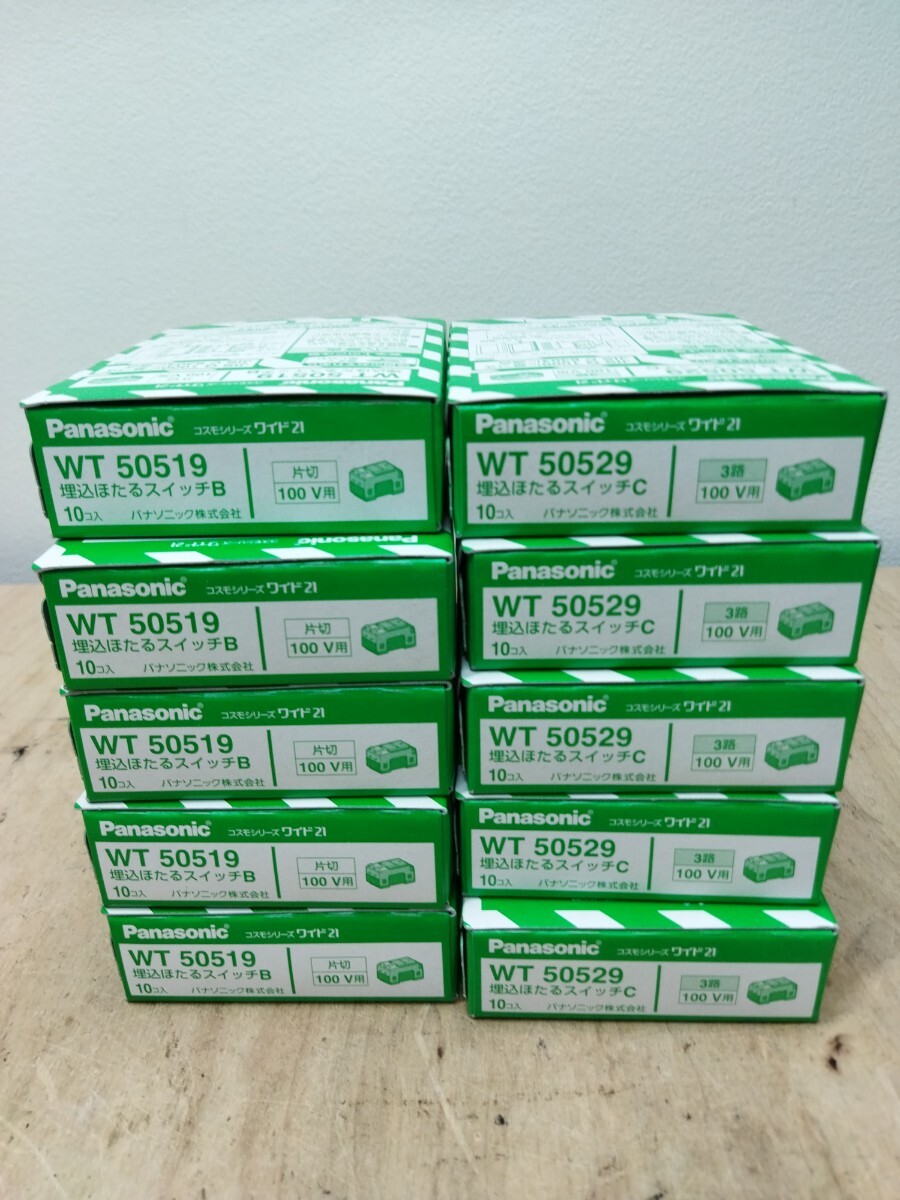 Panasonic コスモシリーズ ワイド21
WT 50519
埋込ほたるスイッチB
10コ入 パナソニック株式会社
片切
100 V用
Panasonic コスモシリーズ ワイド21
WT 50529
埋込ほたるスイッチC
10コ入 パナソニック株式会社
3路
100 V用
Panasonic コスモシリーズ ワイド21
Panasonic コスモシリーズ ワイド21
WT 50519
埋込ほたるスイッチB
10コ入 パナソニック株式会社
片切
100 V用
Panasonic
Panasonic コスモシリーズ ワイド21
WT 50529
埋込ほたるスイッチC
10コ入 パナソニック株式会社
3路
100 V用
Panasonic コスモシリーズ ワイド21
WT 50519
埋込ほたるスイッチB
10コ入 パナソニック株式会社
片切
100 V用
Panasonic コスモシリーズ ワイド21
WT 50529
埋込ほたるスイッチC
10コ入 パナソニック株式会社
3路
100 V用
Panasonic コスモシリーズ ワイド21
WT 50519
埋込ほたるスイッチB
10コ入 パナソニック株式会社
片切
100 V用
Panasonic コスモシリーズ ワイド21
WT 50529
埋込ほたるスイッチC
10コ入 パナソニック株式会社
3路
100 V用
Panasonic コスモシリーズ ワイド21
WT 50519
埋込ほたるスイッチB
10コ入 パナソニック株式会社
片切
100 V用
Panasonic コスモシリーズ ワイド21
WT 50529
埋込ほたるスイッチC
10コ入 パナソニック株式会社
3路
100 V用